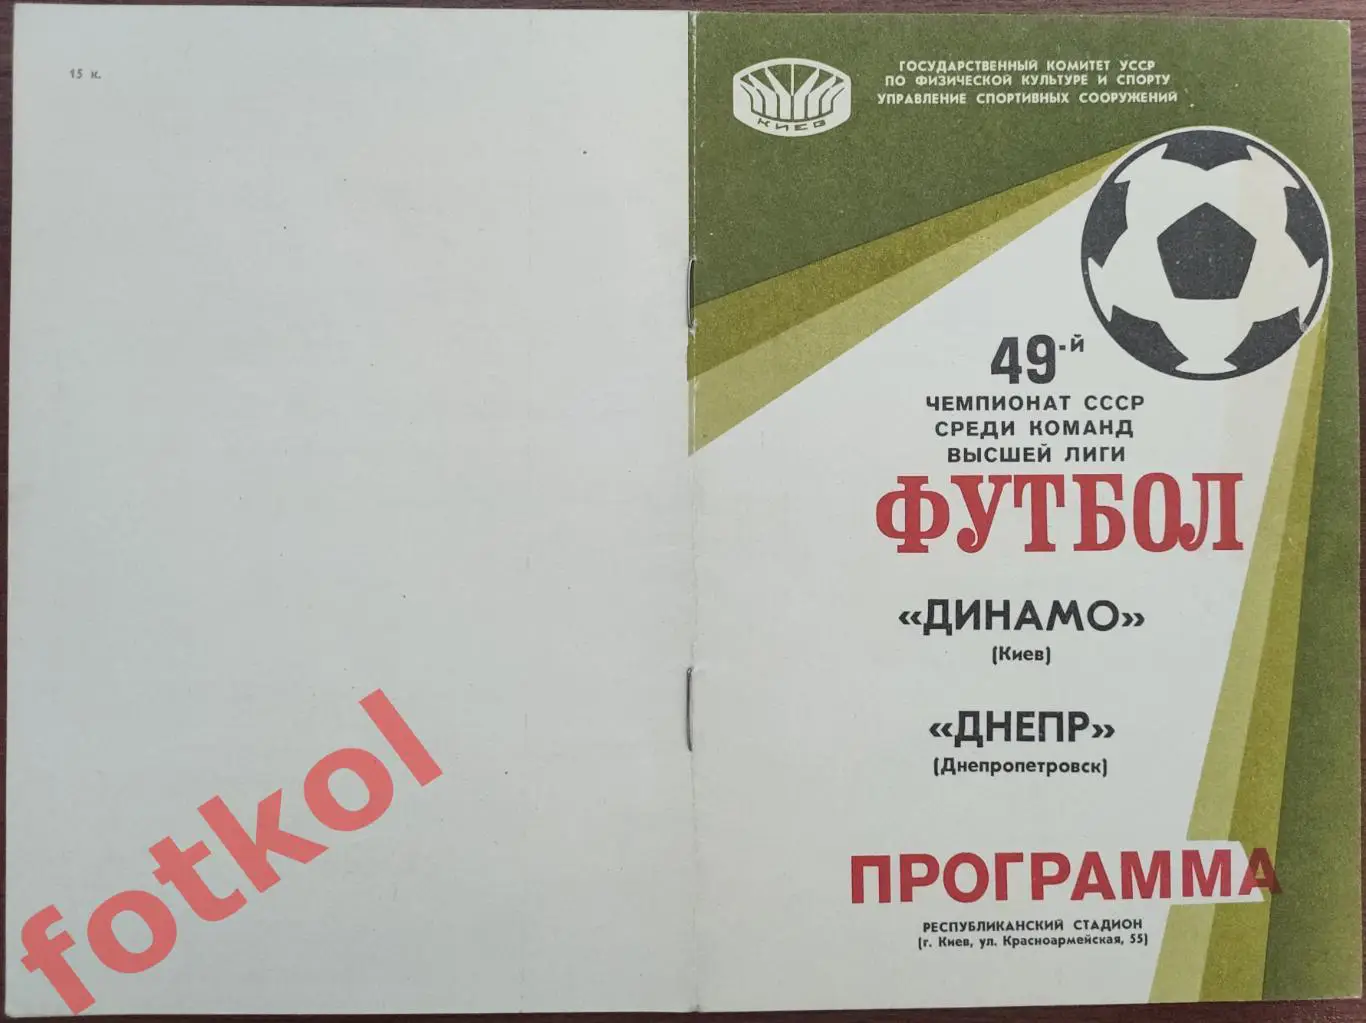 15 к.
fotkol
КИЕВ
ГОСУДАРСТВЕННЫЙ КОМИТЕТ УССР
ПО ФИЗИЧЕСКОЙ КУЛЬТУРЕ И СПОРТУ
УПРАВЛЕНИЕ СПОРТИВНЫХ СООРУЖЕНИЙ
49-й
ЧЕМПИОНАТ СССР
СРЕДИ КОМАНД
ВЫСШЕЙ ЛИГИ
ФУТБОЛ
«ДИНАМО»
(Киев)
«ДНЕПР»
(Днепропетровск)
ПРОГРАММА
РЕСПУБЛИКАНСКИЙ СТАДИОН
(г. Киев, ул. Красноармейская, 55)